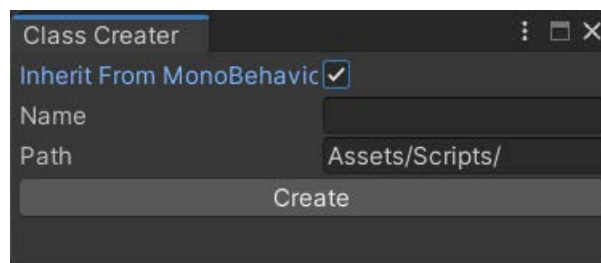 Class Creater
Inherit From MonoBehavic
Name
Path Assets/Scripts/
Create